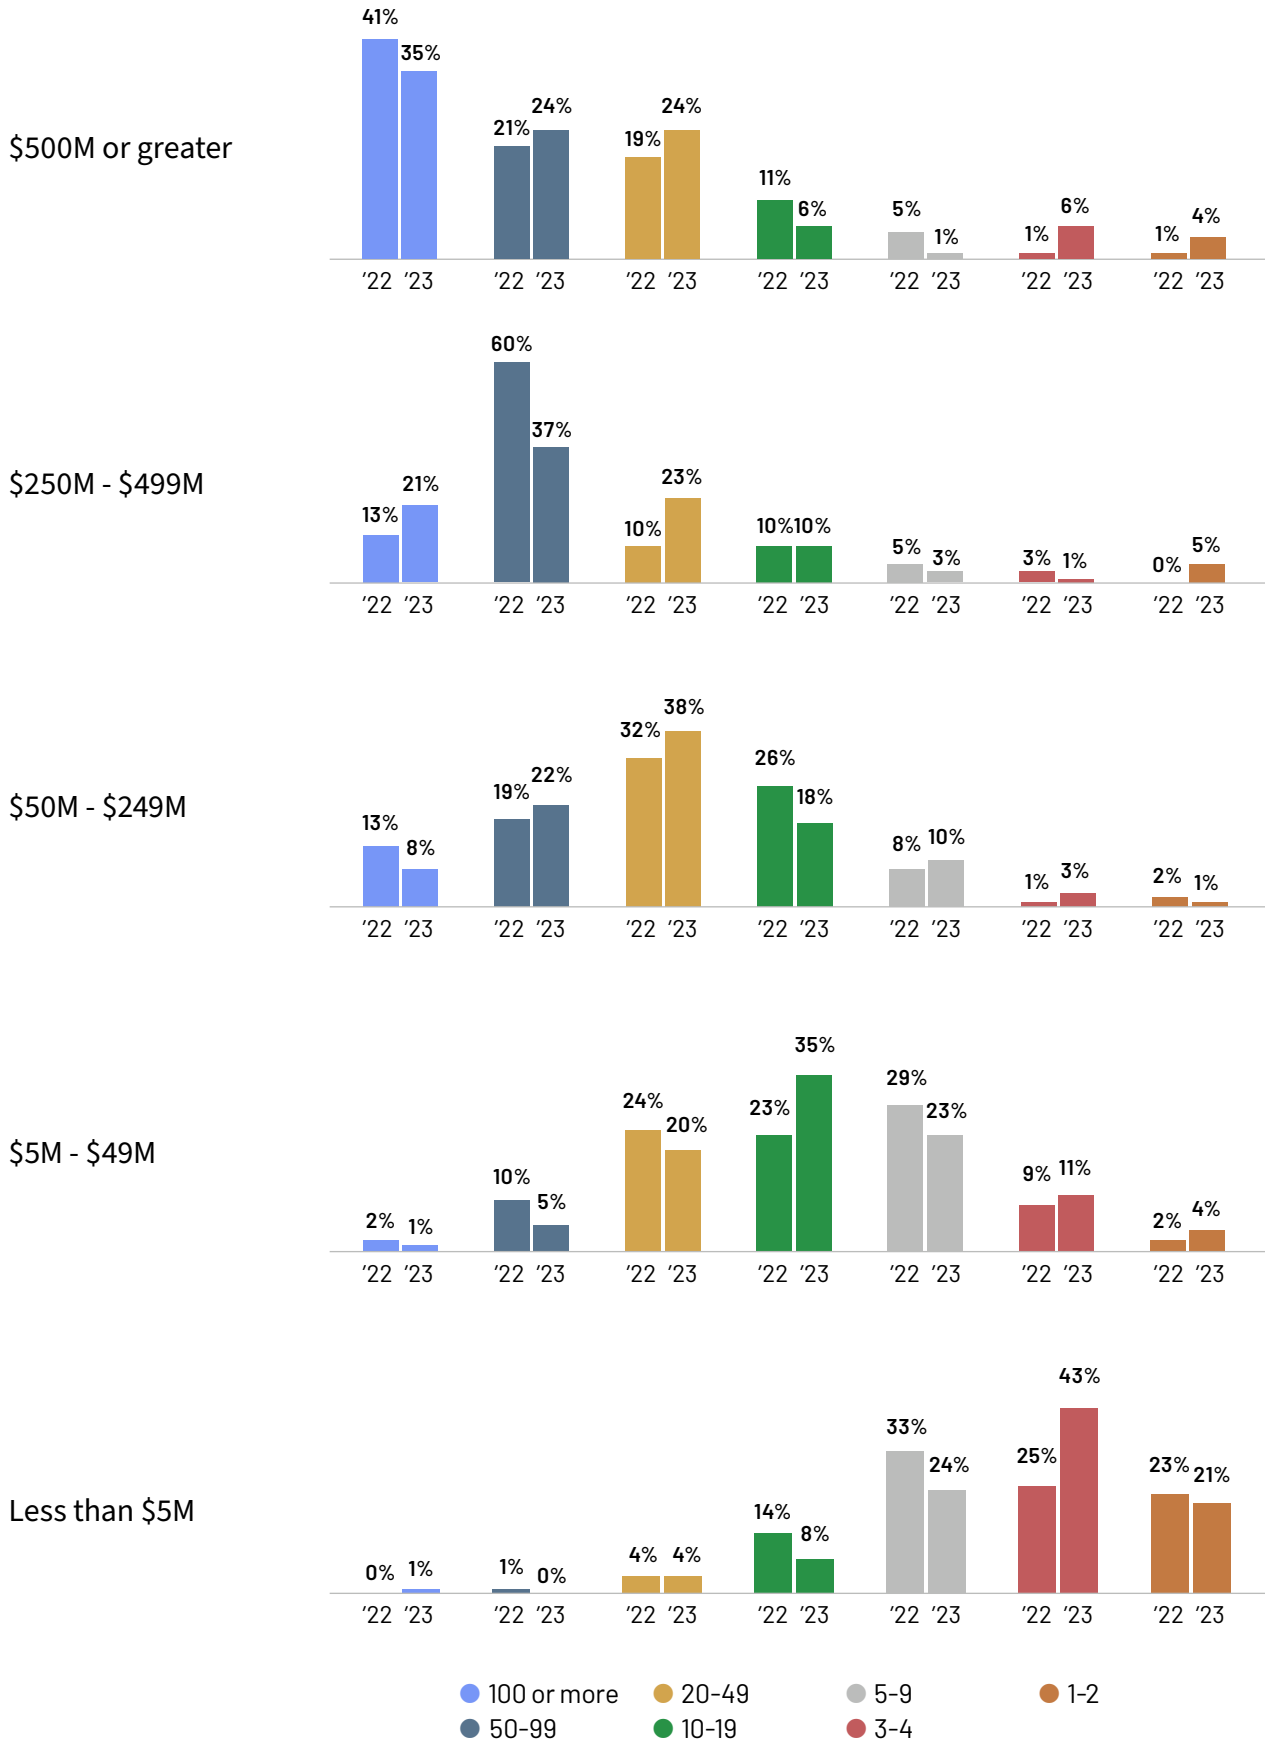 $500M or greater
41% 35% 21% 24% 19% 24% 11% 6% 5% 1% 1% 6% 1% 4%
'22 '23 '22 '23 '22 '23 '22 '23 '22 '23 '22 '23 '22 '23
$250M - $499M
13% 21% 60% 37% 10% 23% 10% 10% 5% 3% 3% 1% 0% 5%
'22 '23 '22 '23 '22 '23 '22 '23 '22 '23 '22 '23 '22 '23
$50M - $249M
13% 8% 19% 22% 32% 38% 26% 18% 8% 10% 1% 3% 2% 1%
'22 '23 '22 '23 '22 '23 '22 '23 '22 '23 '22 '23 '22 '23
$5M - $49M
2% 1% 10% 5% 24% 20% 23% 35% 29% 23% 9% 11% 2% 4%
'22 '23 '22 '23 '22 '23 '22 '23 '22 '23 '22 '23 '22 '23
Less than $5M
0% 1% 1% 0% 4% 4% 14% 8% 33% 24% 25% 43% 23% 21%
'22 '23 '22 '23 '22 '23 '22 '23 '22 '23 '22 '23 '22 '23
100 or more 20-49 5-9 1-2
50-99 10-19 3-4